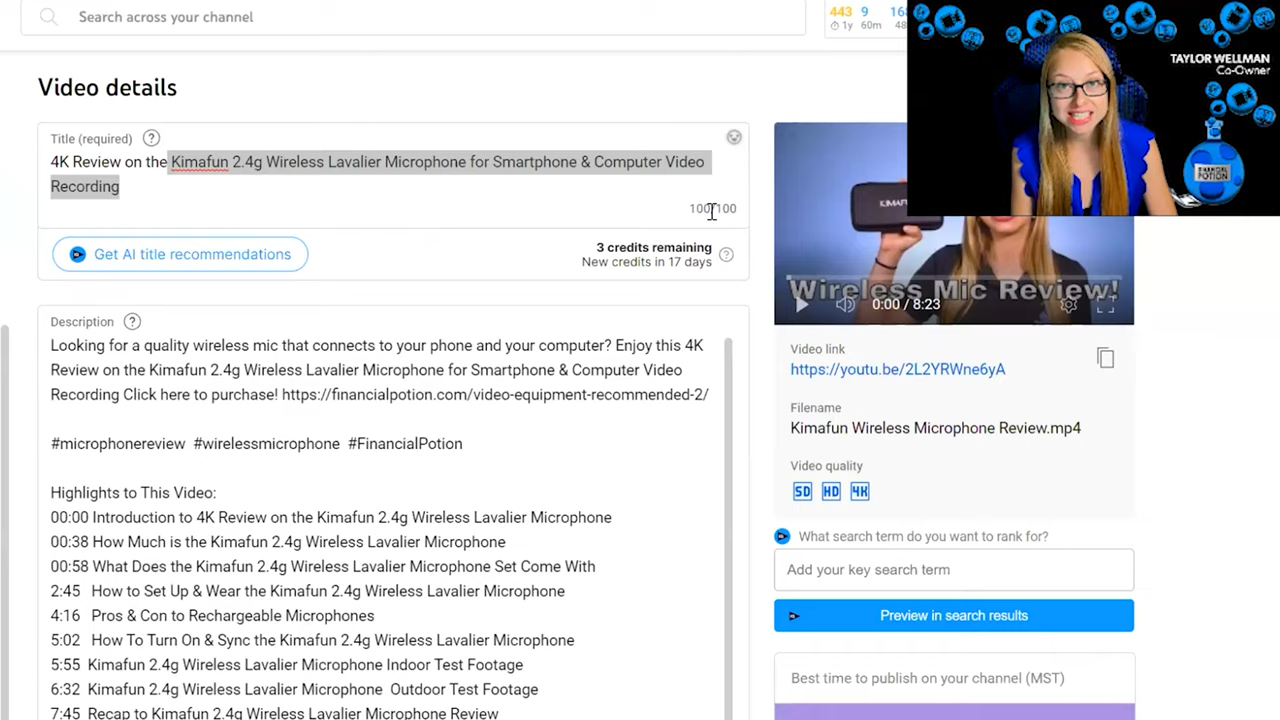 Search across your channel
443 9
1y 60m 48
TAYLOR WELLMAN
Co-Owner
FINANCIAL
POTION
Video details
Title (required) ?
4K Review on the Kimafun 2.4g Wireless Lavalier Microphone for Smartphone & Computer Video
Recording
100/100
Get AI title recommendations
3 credits remaining
New credits in 17 days ?
Description ?
Looking for a quality wireless mic that connects to your phone and your computer? Enjoy this 4K
Review on the Kimafun 2.4g Wireless Lavalier Microphone for Smartphone & Computer Video
Recording Click here to purchase! https://financialpotion.com/video-equipment-recommended-2/
#microphonereview #wirelessmicrophone #FinancialPotion
Highlights to This Video:
00:00 Introduction to 4K Review on the Kimafun 2.4g Wireless Lavalier Microphone
00:38 How Much is the Kimafun 2.4g Wireless Lavalier Microphone
00:58 What Does the Kimafun 2.4g Wireless Lavalier Microphone Set Come With
2:45 How to Set Up & Wear the Kimafun 2.4g Wireless Lavalier Microphone
4:16 Pros & Con to Rechargeable Microphones
5:02 How To Turn On & Sync the Kimafun 2.4g Wireless Lavalier Microphone
5:55 Kimafun 2.4g Wireless Lavalier Microphone Indoor Test Footage
6:32 Kimafun 2.4g Wireless Lavalier Microphone Outdoor Test Footage
7:45 Recap to Kimafun 2.4g Wireless Lavalier Microphone Review
Wireless Mic Review!
0:00 / 8:23
Video link
https://youtu.be/2L2YRWne6yA
Filename
Kimafun Wireless Microphone Review.mp4
Video quality
SD HD 4K
What search term do you want to rank for?
Add your key search term
Preview in search results
Best time to publish on your channel (MST)